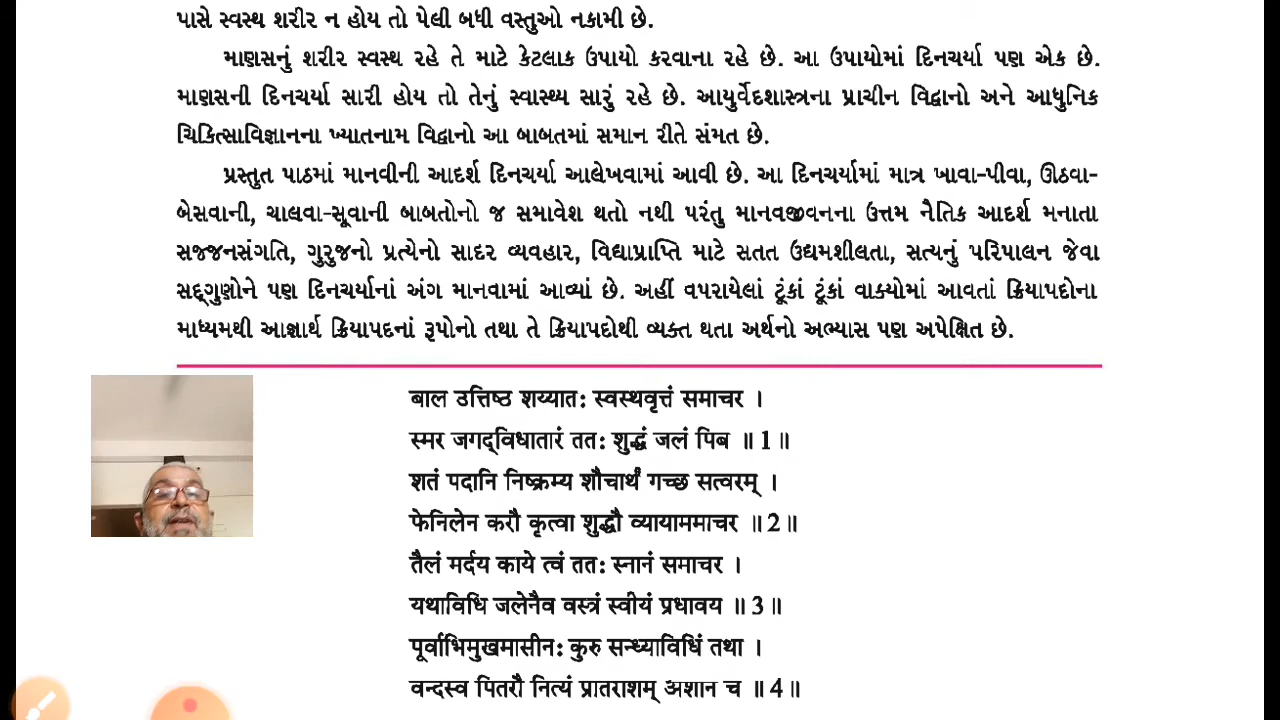 પાસે સ્વસ્થ શરીર ન હોય તો પેલી બધી વસ્તુઓ નકામી છે.
માણસનું શરીર સ્વસ્થ રહે તે માટે કેટલાક ઉપાયો કરવાના રહે છે. આ ઉપાયોમાં દિનચર્યા પણ એક છે.
માણસની દિનચર્યા સારી હોય તો તેનું સ્વાસ્થ્ય સારું રહે છે. આયુર્વેદશાસ્ત્રના પ્રાચીન વિદ્વાનો અને આધુનિક
ચિકિત્સાવિજ્ઞાનના ખ્યાતનામ વિદ્વાનો આ બાબતમાં સમાન રીતે સંમત છે.
પ્રસ્તુત પાઠમાં માનવીની આદર્શ દિનચર્યા આલેખવામાં આવી છે. આ દિનચર્યામાં માત્ર ખાવા-પીવા, ઊઠવા-
બેસવાની, ચાલવા-સૂવાની બાબતોનો જ સમાવેશ થતો નથી પરંતુ માનવજીવનના ઉત્તમ નૈતિક આદર્શ મનાતા
સજ્જનસંગતિ, ગુરુજનો પ્રત્યેનો સાદર વ્યવહાર, વિદ્યાપ્રાપ્તિ માટે સતત ઉદ્યમશીલતા, સત્યનું પરિપાલન જેવા
સદ્ગુણોને પણ દિનચર્યાનાં અંગ માનવામાં આવ્યાં છે. અહીં વપરાયેલાં ટૂંકાં ટૂંકાં વાક્યોમાં આવતાં ક્રિયાપદોના
માધ્યમથી આજ્ઞાર્થ ક્રિયાપદનાં રૂપોનો તથા તે ક્રિયાપદોથી વ્યક્ત થતા અર્થનો અભ્યાસ પણ અપેક્ષિત છે.
बाल उत्तिष्ठ शय्यातः स्वस्थवृत्तं समाचर ।
स्मर जगद्विधातारं ततः शुद्धं जलं पिब ॥ 1 ॥
शतं पदानि निष्क्रम्य शौचार्थं गच्छ सत्वरम् ।
फेनिलेन करौ कृत्वा शुद्धौ व्यायाममाचर ॥ 2 ॥
तैलं मर्दय काये त्वं ततः स्नानं समाचर ।
यथाविधि जलेनैव वस्त्रं स्वीयं प्रधावय ॥ 3 ॥
पूर्वाभिमुखमासीनः कुरु सन्ध्याविधिं तथा ।
वन्दस्व पितरौ नित्यं प्रातराशम् अशान च ॥ 4 ॥